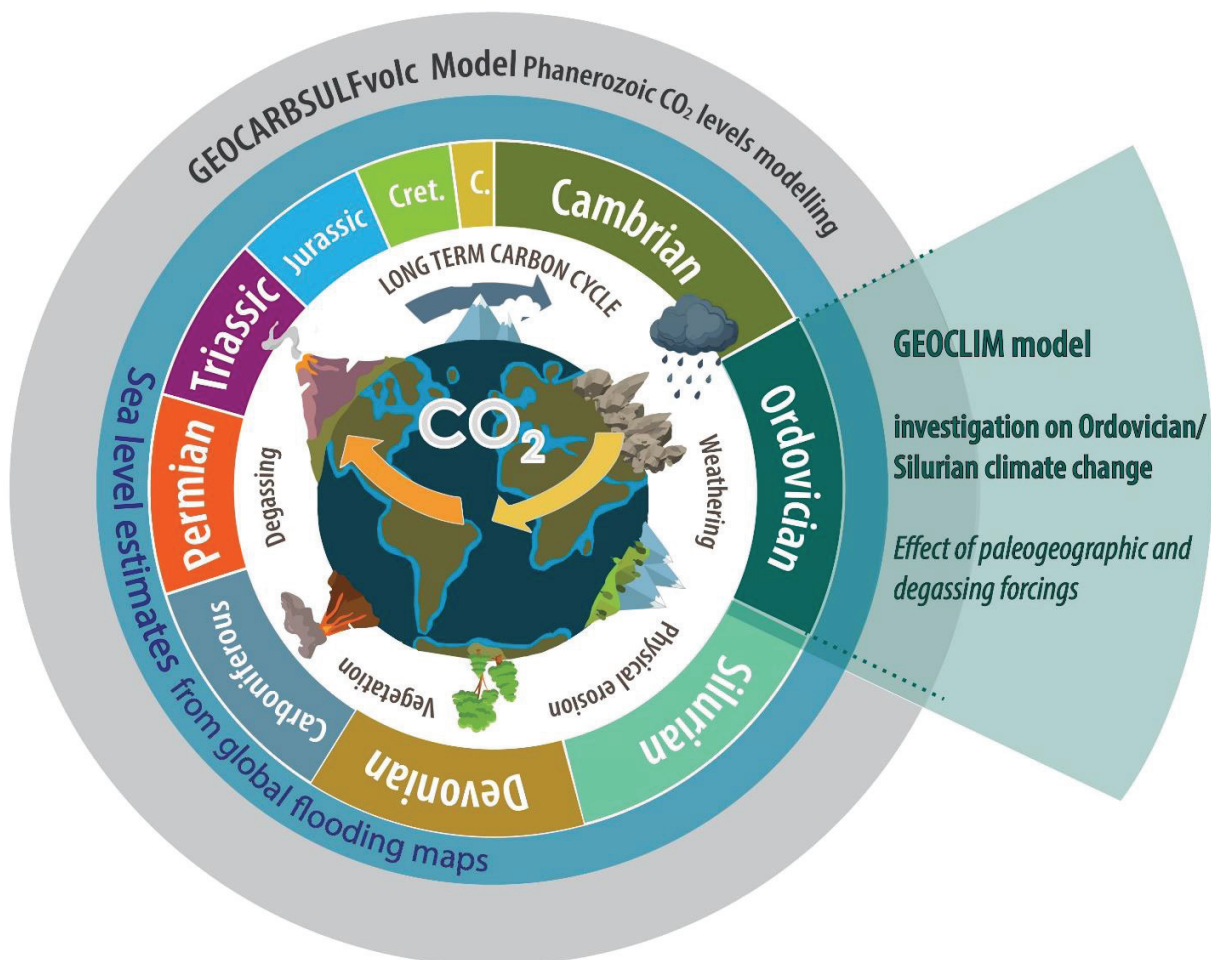 GEOCARBSULFvolc Model Phanerozoic CO₂ levels modelling
Sea level estimates from global flooding maps
Cambrian
Ordovician
Silurian
Devonian
Carboniferous
Permian
Triassic
Jurassic
Cret.
C.
LONG TERM CARBON CYCLE
Weathering
Physical erosion
Vegetation
Degassing
CO₂
GEOCLIM model
investigation on Ordovician/
Silurian climate change
Effect of paleogeographic and
degassing forcings